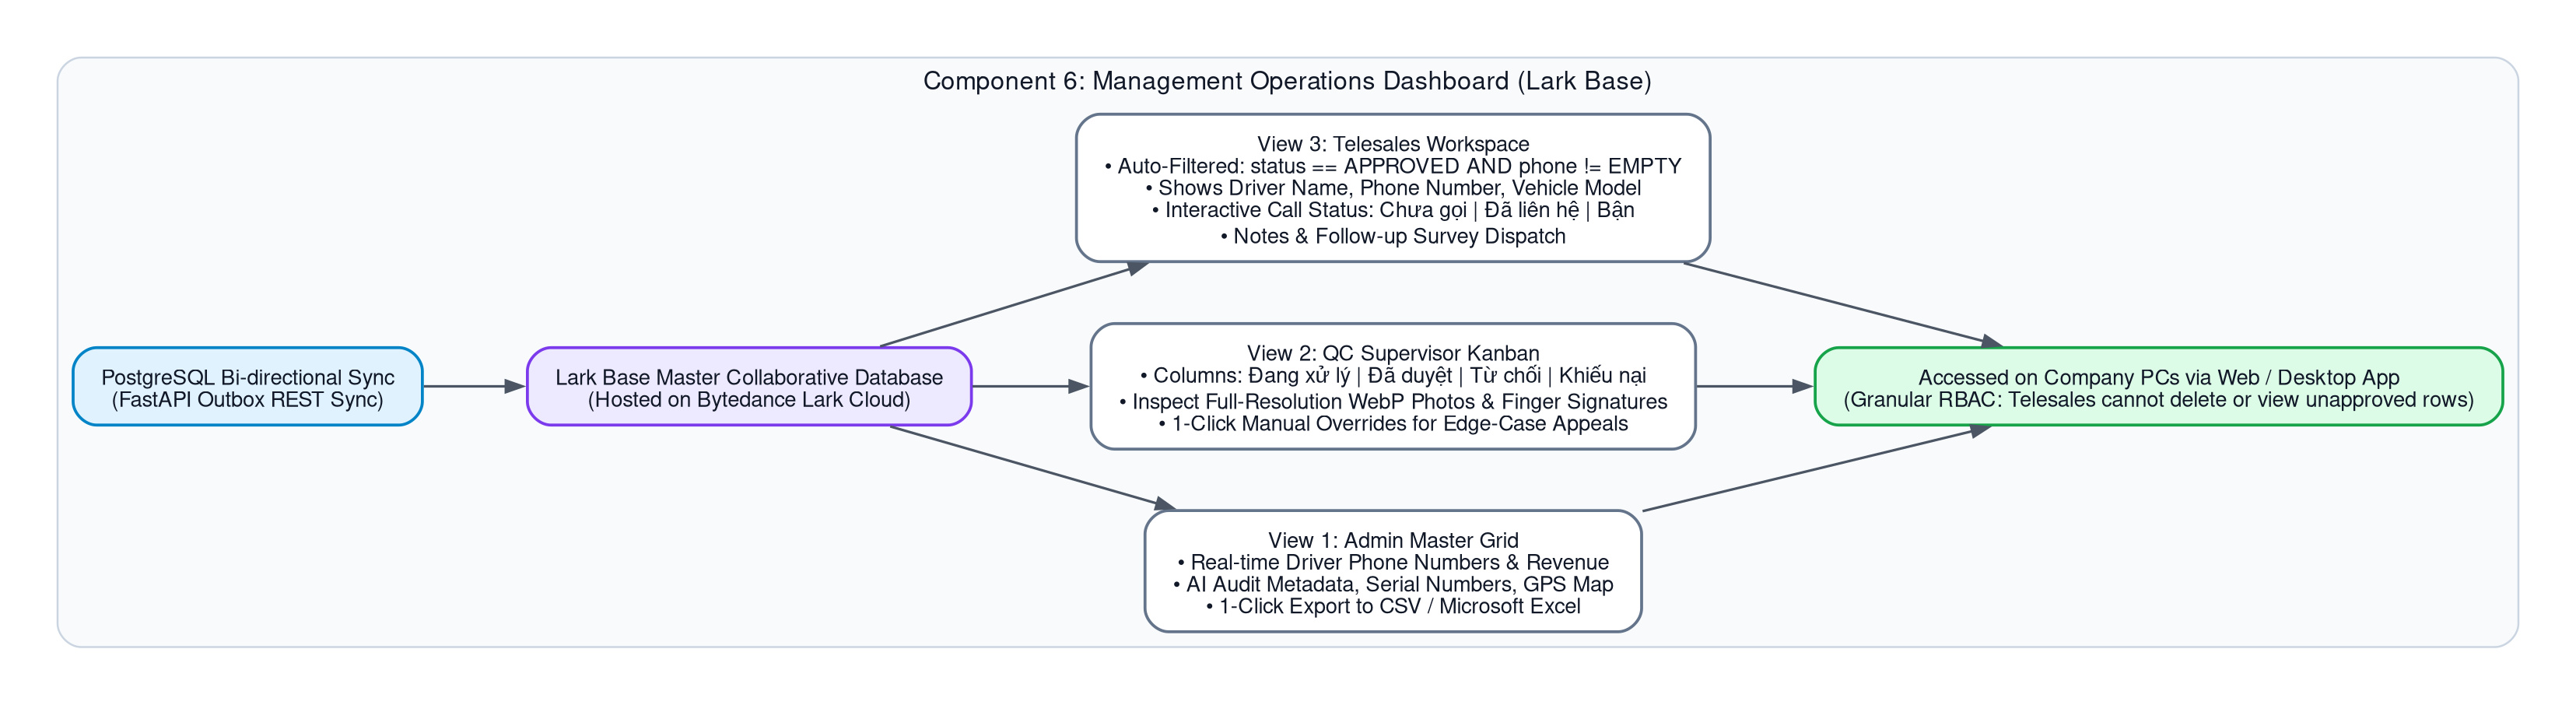 Component 6: Management Operations Dashboard (Lark Base)
PostgreSQL Bi-directional Sync
(FastAPI Outbox REST Sync)
Lark Base Master Collaborative Database
(Hosted on Bytedance Lark Cloud)
View 3: Telesales Workspace
• Auto-Filtered: status == APPROVED AND phone != EMPTY
• Shows Driver Name, Phone Number, Vehicle Model
• Interactive Call Status: Chưa gọi | Đã liên hệ | Bận
• Notes & Follow-up Survey Dispatch
View 2: QC Supervisor Kanban
• Columns: Đang xử lý | Đã duyệt | Từ chối | Khiếu nại
• Inspect Full-Resolution WebP Photos & Finger Signatures
• 1-Click Manual Overrides for Edge-Case Appeals
View 1: Admin Master Grid
• Real-time Driver Phone Numbers & Revenue
• AI Audit Metadata, Serial Numbers, GPS Map
• 1-Click Export to CSV / Microsoft Excel
Accessed on Company PCs via Web / Desktop App
(Granular RBAC: Telesales cannot delete or view unapproved rows)